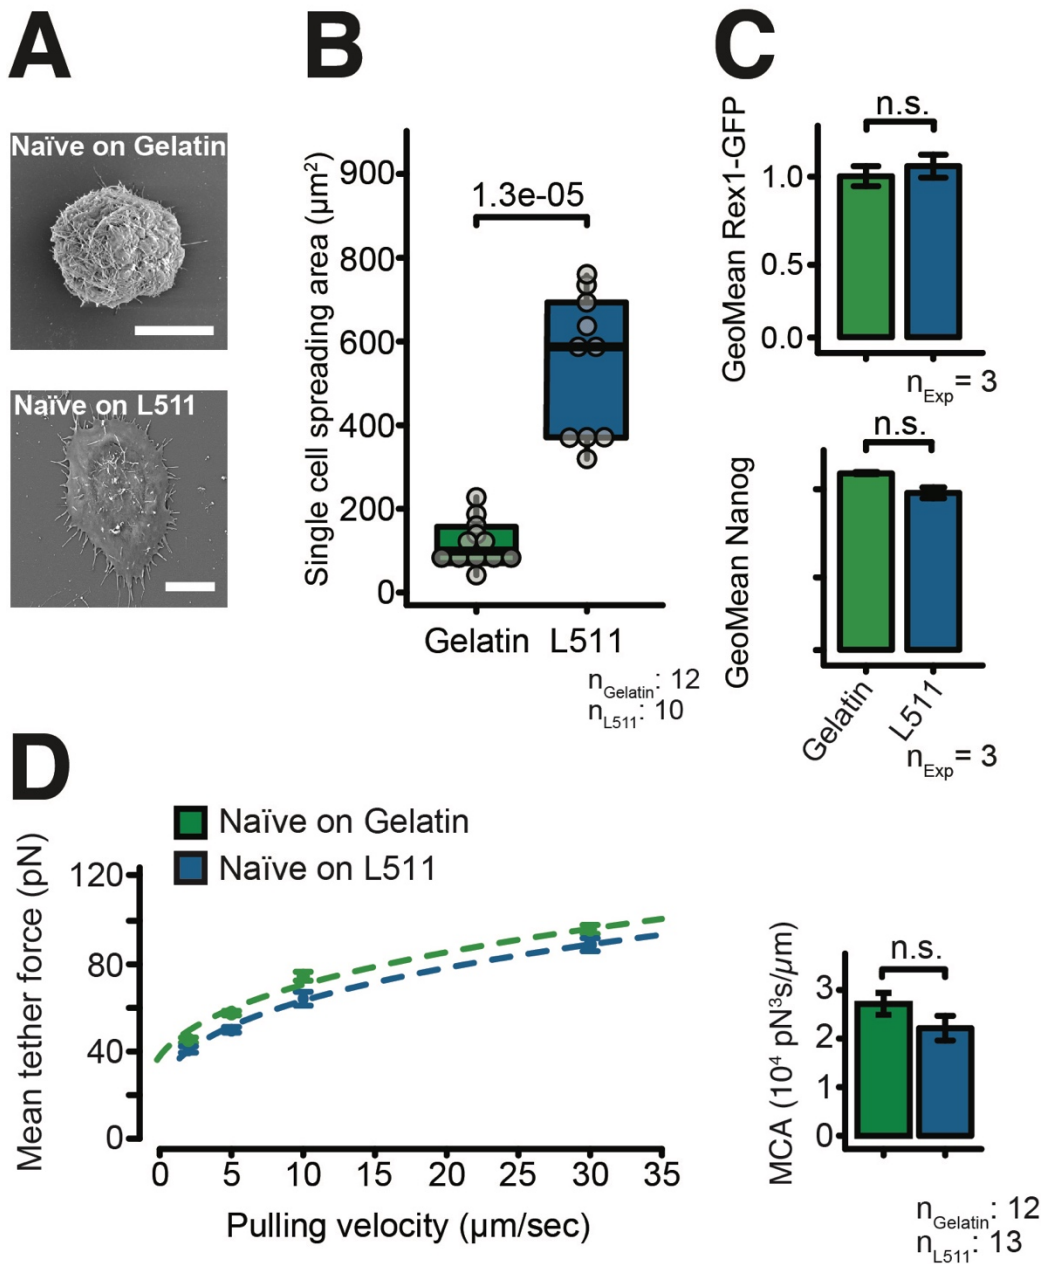 A
Naïve on Gelatin
Naïve on L511
B
Single cell spreading area (µm²)
900
800
600
400
200
0
1.3e-05
Gelatin L511
nGelatin: 12
nL511: 10
C
GeoMean Rex1-GFP
1.0
0.5
0.0
n.s.
nExp = 3
GeoMean Nanog
n.s.
Gelatin
L511
nExp = 3
D
Naïve on Gelatin
Naïve on L511
Mean tether force (pN)
120
80
40
0
0 5 10 15 20 25 30 35
Pulling velocity (µm/sec)
MCA (10⁴ pN³s/µm)
3
2
1
0
n.s.
nGelatin: 12
nL511: 13